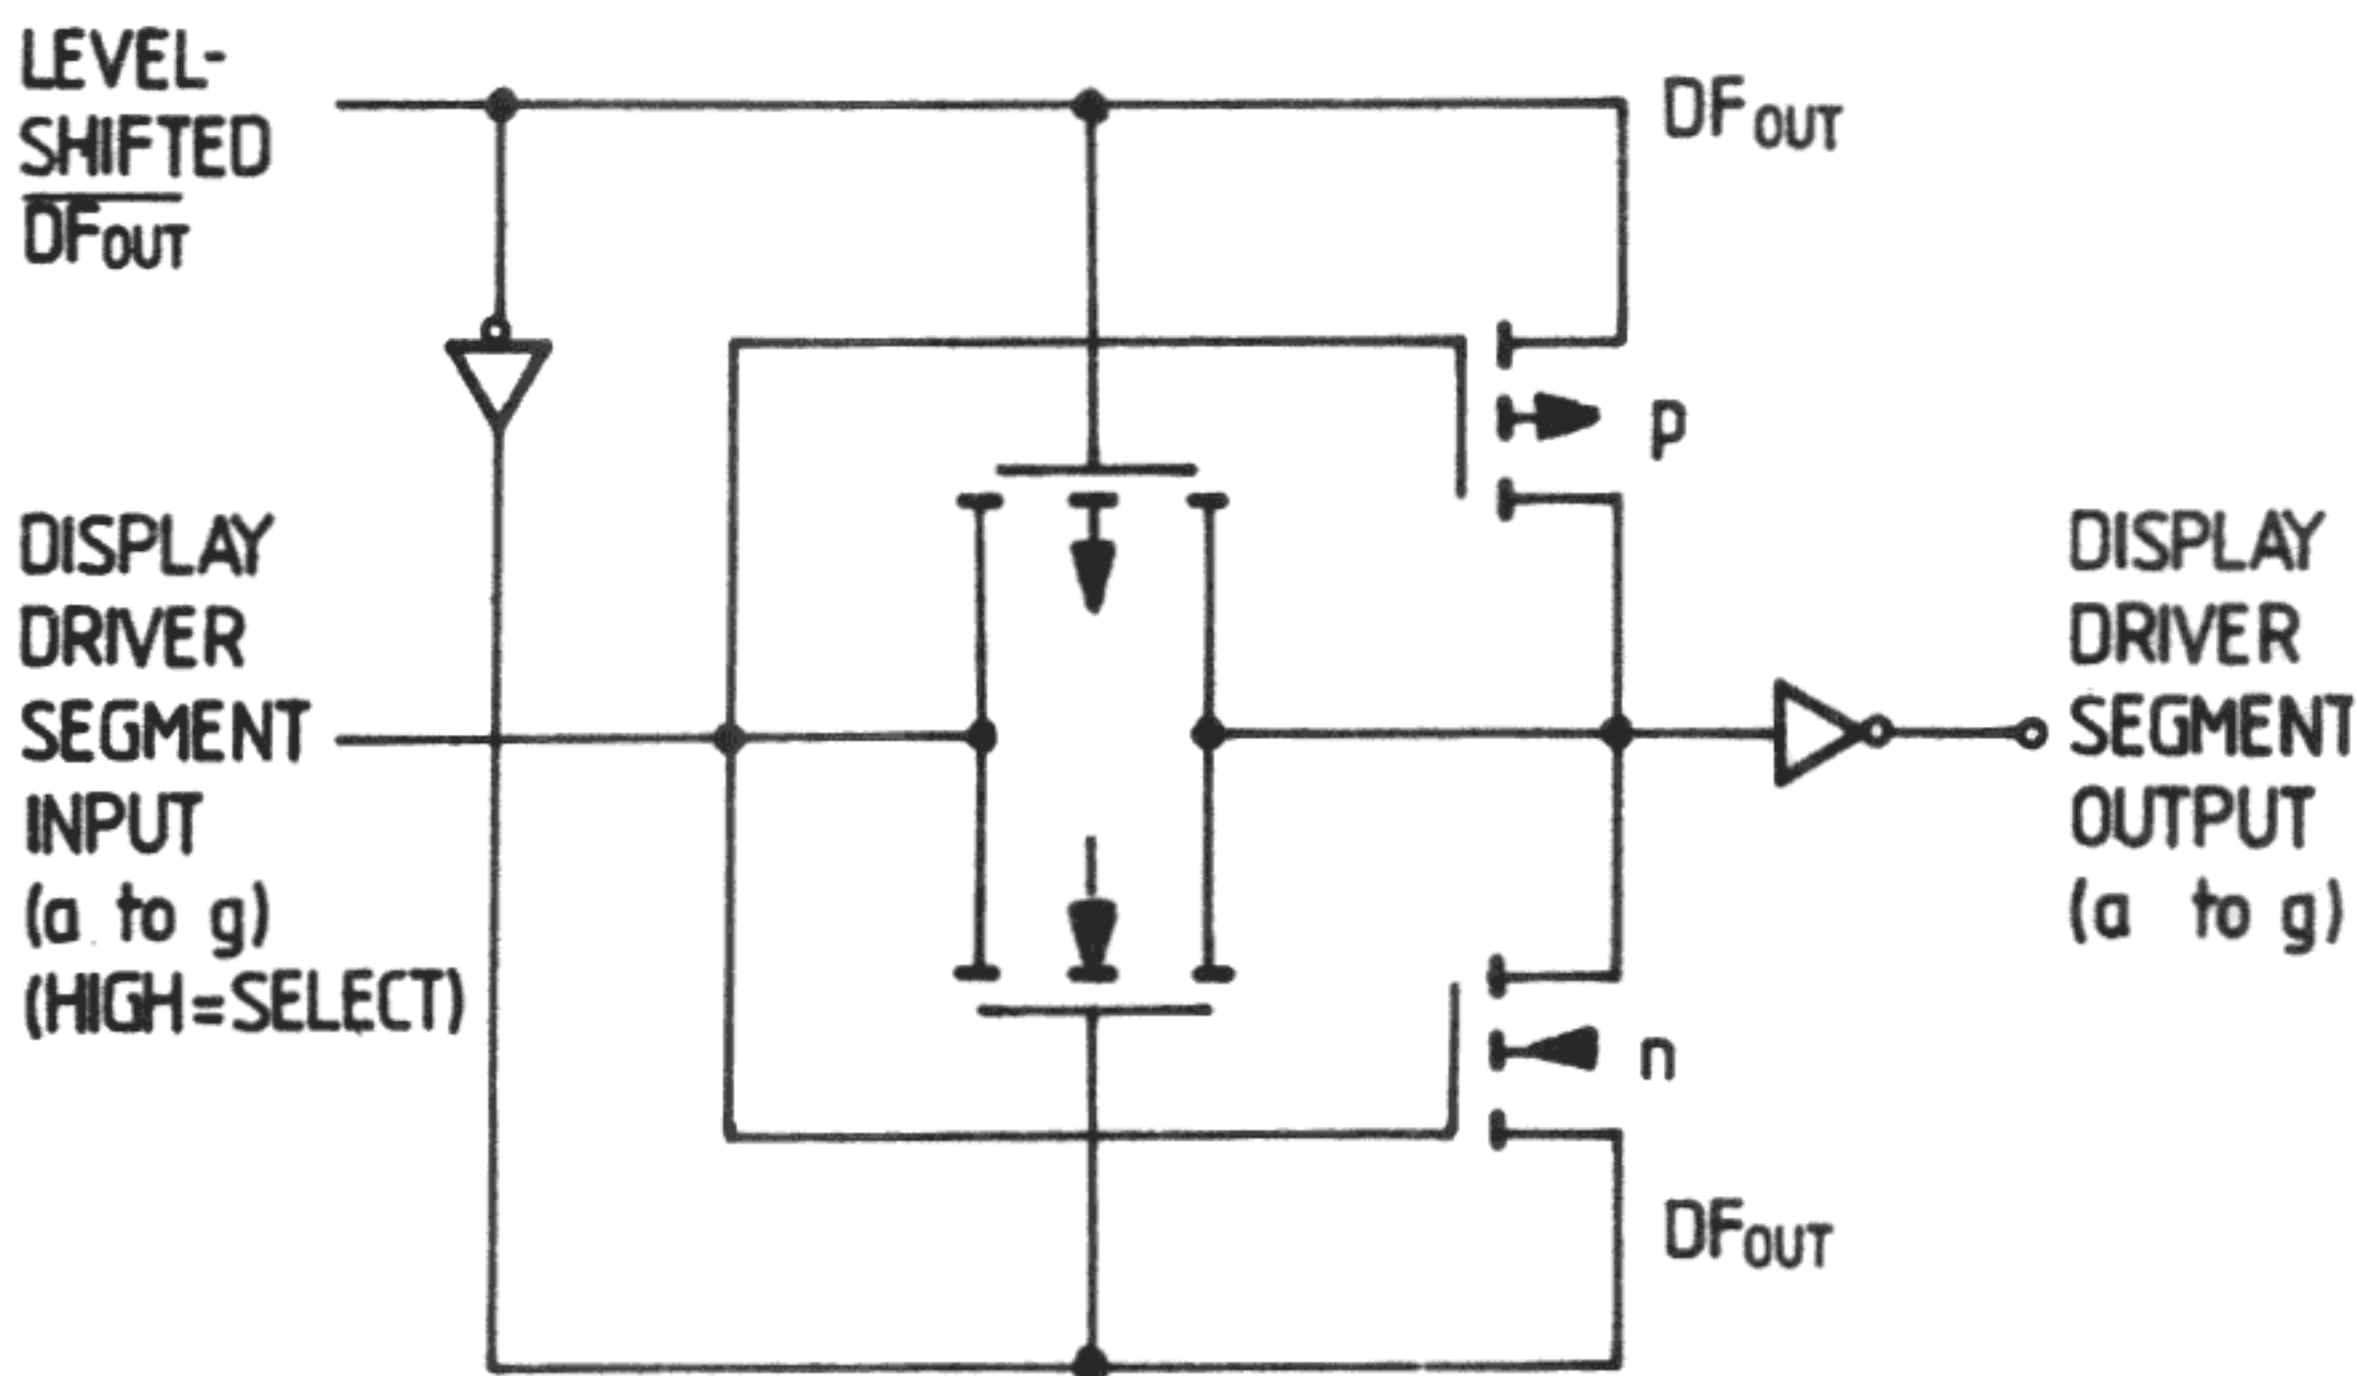 LEVEL-
SHIFTED
DFOUT
DFOUT
p
DISPLAY
DRIVER
SEGMENT
INPUT
(a to g)
(HIGH=SELECT)
DISPLAY
DRIVER
SEGMENT
OUTPUT
(a to g)
n
DFOUT